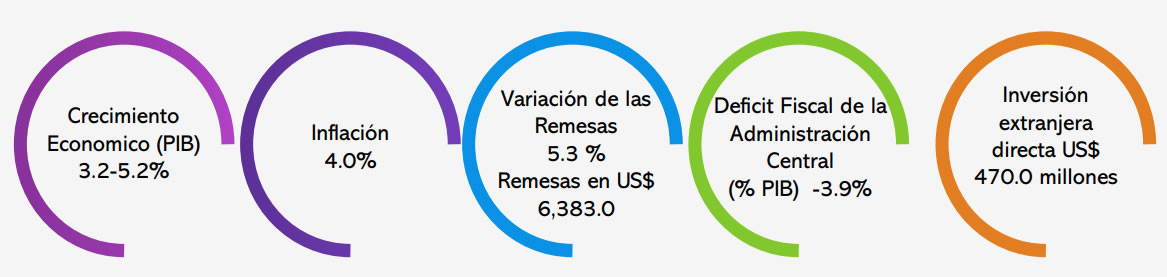 Crecimiento
Economico (PIB)
3.2-5.2%
Inflación
4.0%
Variación de las
Remesas
5.3 %
Remesas en US$
6,383.0
Deficit Fiscal de la
Administración
Central
(% PIB) -3.9%
Inversión
extranjera
directa US$
470.0 millones